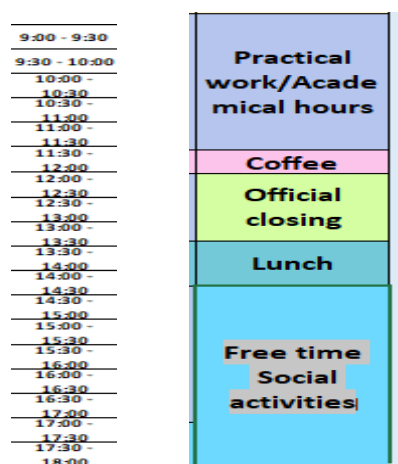 9:00 - 9:30
9:30 - 10:00
10:00 -
10:30
10:30 -
11:00
11:00 -
11:30
11:30 -
12:00
12:00 -
12:30
12:30 -
13:00
13:00 -
13:30
13:30 -
14:00
14:00 -
14:30
14:30 -
15:00
15:00 -
15:30
15:30 -
16:00
16:00 -
16:30
16:30 -
17:00
17:00 -
17:30
17:30 -
18:00
Practical
work/Acade
mical hours
Coffee
Official
closing
Lunch
Free time
Social
activities